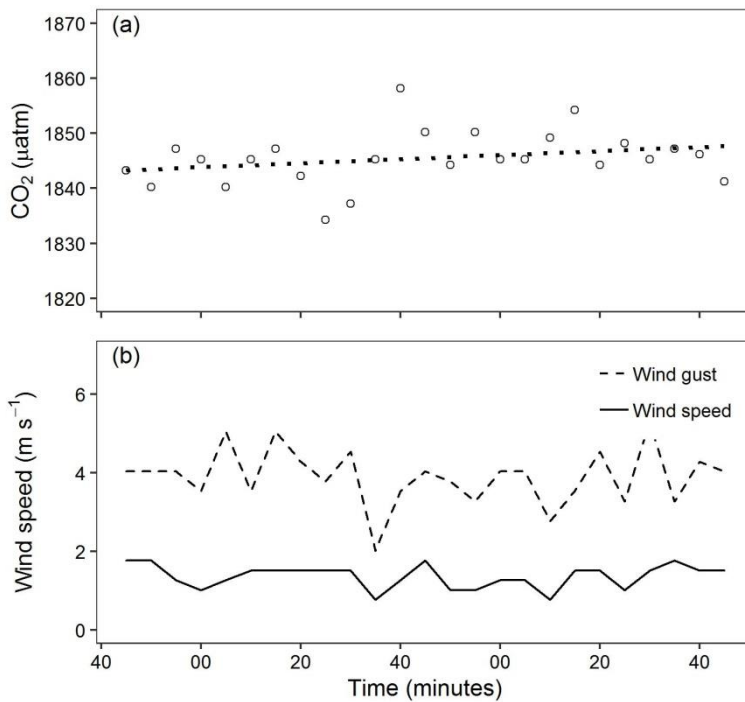 (a)
1870
1860
1850
1840
1830
1820
CO₂ (µatm)
(b)
Wind gust
Wind speed
6
4
2
0
Wind speed (m s⁻¹)
40 00 20 40 00 20 40
Time (minutes)